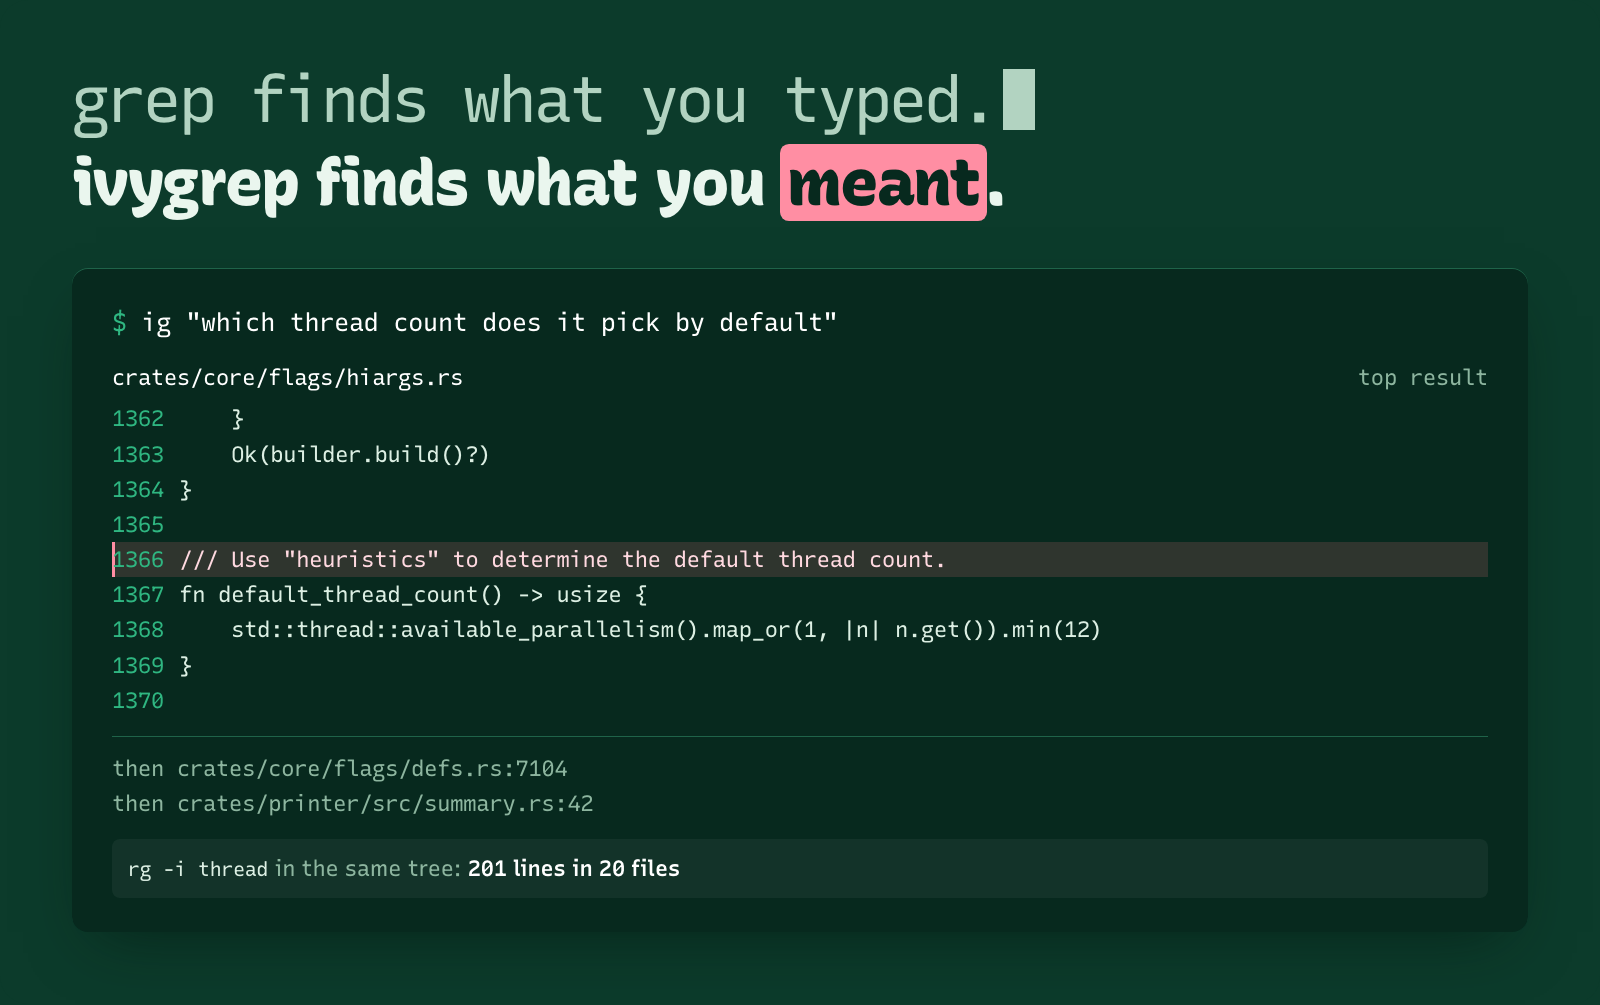 grep finds what you typed.
ivygrep finds what you meant.
$ ig "which thread count does it pick by default"
crates/core/flags/hiargs.rs top result
1362     }
1363     Ok(builder.build()?)
1364 }
1365
1366 /// Use "heuristics" to determine the default thread count.
1367 fn default_thread_count() -> usize {
1368     std::thread::available_parallelism().map_or(1, |n| n.get()).min(12)
1369 }
1370
then crates/core/flags/defs.rs:7104
then crates/printer/src/summary.rs:42
rg -i thread in the same tree: 201 lines in 20 files